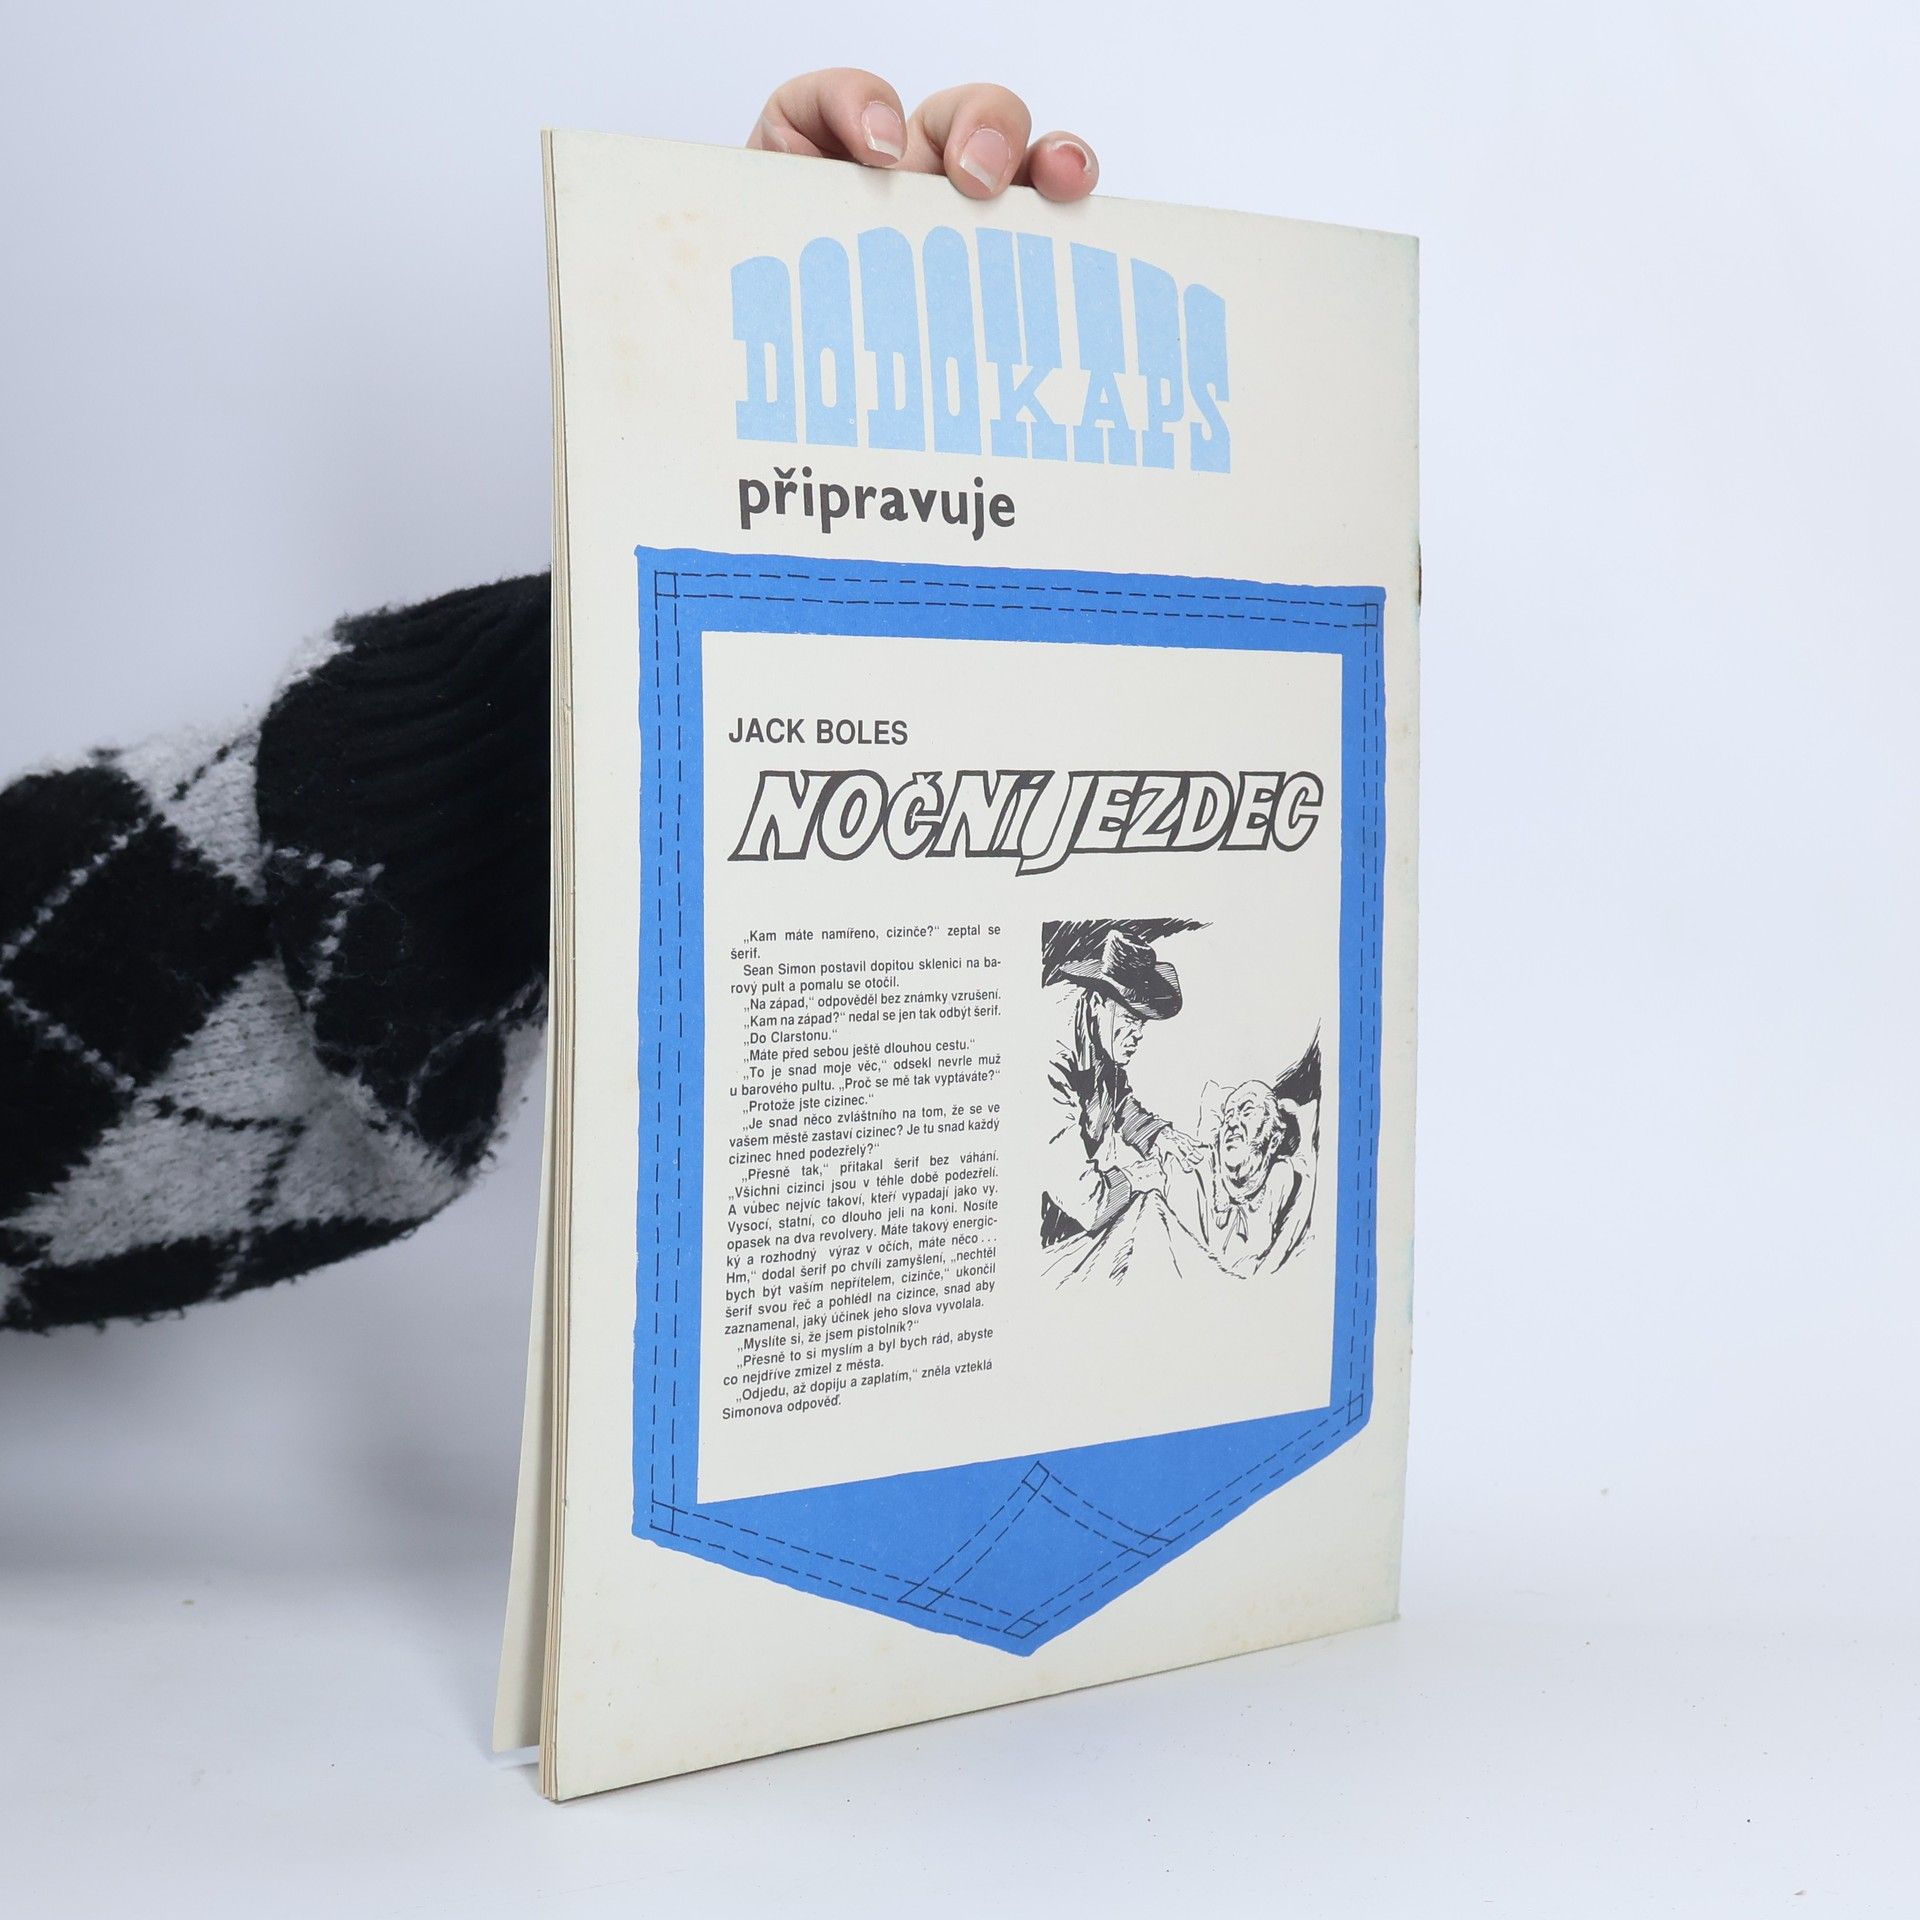 DODOKAPS
připravuje
JACK BOLES
NOČNÍ JEZDEC
„Kam máte namířeno, cizinče?“ zeptal se
šerif.
Sean Simon postavil dopitou sklenici na ba-
rový pult a pomalu se otočil.
„Na západ,“ odpověděl bez známky vzrušení.
„Kam na západ?“ nedal se jen tak odbýt šerif.
„Do Clarstonu.“
„Máte před sebou ještě dlouhou cestu.“
„To je snad moje věc,“ odsekl nevrle muž
u barového pultu. „Proč se mě tak vyptáváte?“
„Protože jste cizinec.“
„Je snad něco zvláštního na tom, že se ve
vašem městě zastaví cizinec? Je tu snad každý
cizinec hned podezřelý?“
„Přesně tak,“ přitakal šerif bez váhání.
„Všichni cizinci jsou v téhle době podezřelí.
A vůbec nejvíc takoví, kteří vypadají jako vy.
Vysocí, statní, co dlouho jeli na koni. Nosíte
opasek na dva revolvery. Máte takový energic-
ký a rozhodný výraz v očích, máte něco...
Hm,“ dodal šerif po chvíli zamyšlení, „nechtěl
bych být vaším nepřítelem, cizinče,“ ukončil
šerif svou řeč a pohlédl na cizince, snad aby
zaznamenal, jaký účinek jeho slova vyvolala.
„Myslíte si, že jsem pistolník?“
„Přesně to si myslím a byl bych rád, abyste
co nejdříve zmizel z města.
„Odjedu, až dopiju a zaplatím,“ zněla vzteklá
Simonova odpověď.